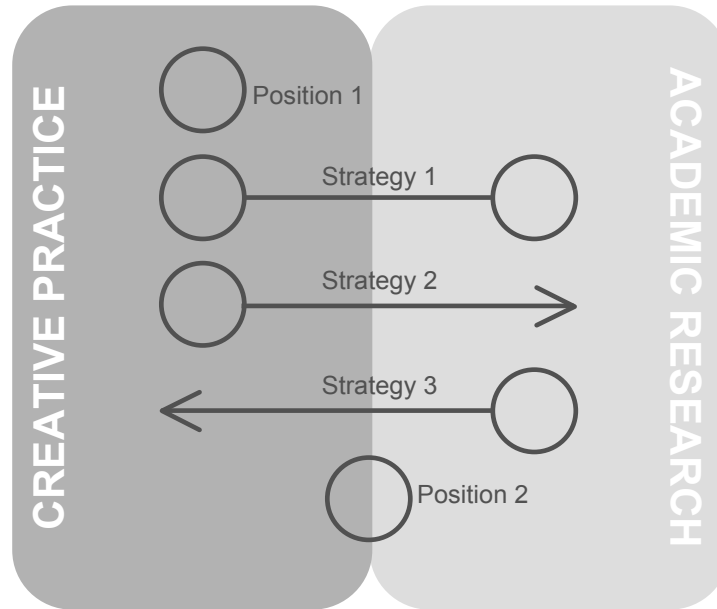 CREATIVE PRACTICE
ACADEMIC RESEARCH
Position 1
Strategy 1
Strategy 2
Strategy 3
Position 2